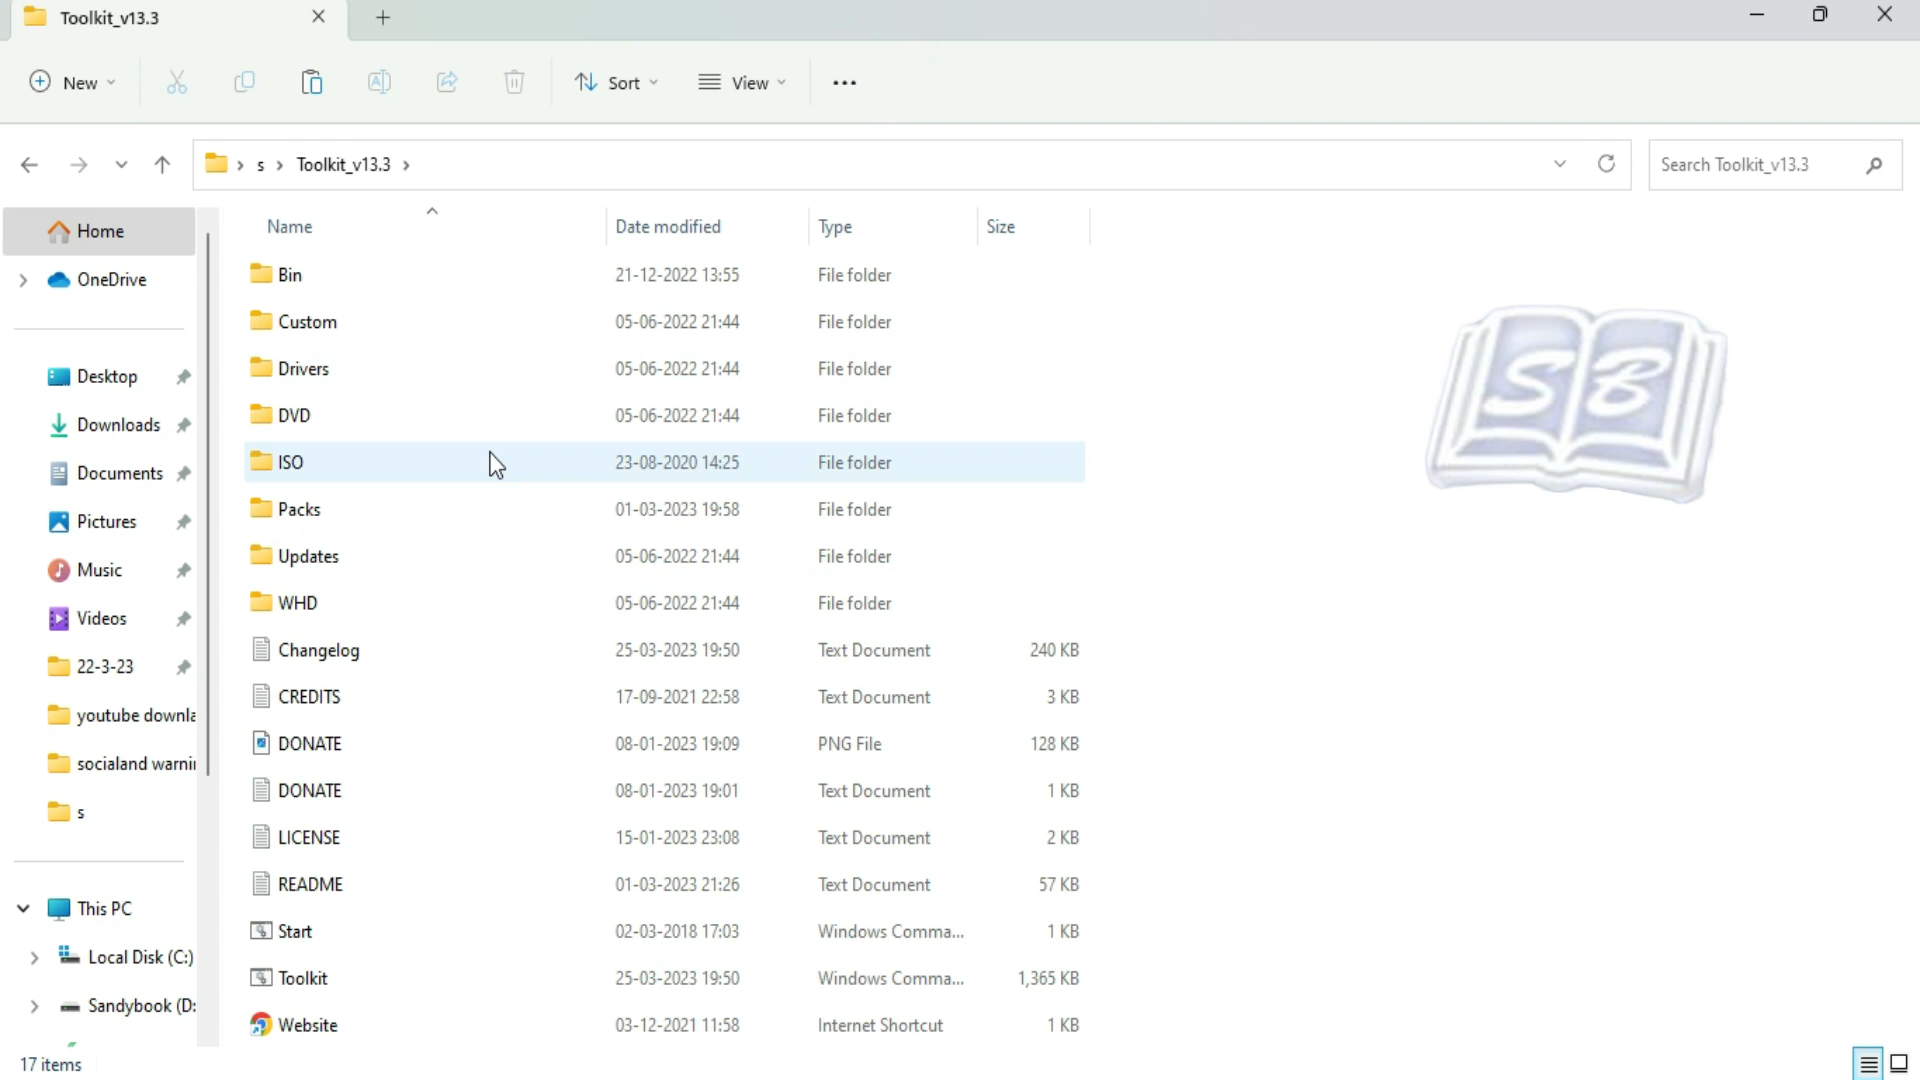 Toolkit_v13.3
New Sort View
s Toolkit_v13.3 Search Toolkit_v13.3
Home
OneDrive
Desktop
Downloads
Documents
Pictures
Music
Videos
22-3-23
youtube downla
socialand warni
s
This PC
Local Disk (C:)
Sandybook (D:
Name Date modified Type Size
Bin 21-12-2022 13:55 File folder
Custom 05-06-2022 21:44 File folder
Drivers 05-06-2022 21:44 File folder
DVD 05-06-2022 21:44 File folder
ISO 23-08-2020 14:25 File folder
Packs 01-03-2023 19:58 File folder
Updates 05-06-2022 21:44 File folder
WHD 05-06-2022 21:44 File folder
Changelog 25-03-2023 19:50 Text Document 240 KB
CREDITS 17-09-2021 22:58 Text Document 3 KB
DONATE 08-01-2023 19:09 PNG File 128 KB
DONATE 08-01-2023 19:01 Text Document 1 KB
LICENSE 15-01-2023 23:08 Text Document 2 KB
README 01-03-2023 21:26 Text Document 57 KB
Start 02-03-2018 17:03 Windows Comma... 1 KB
Toolkit 25-03-2023 19:50 Windows Comma... 1,365 KB
Website 03-12-2021 11:58 Internet Shortcut 1 KB
SB
17 items